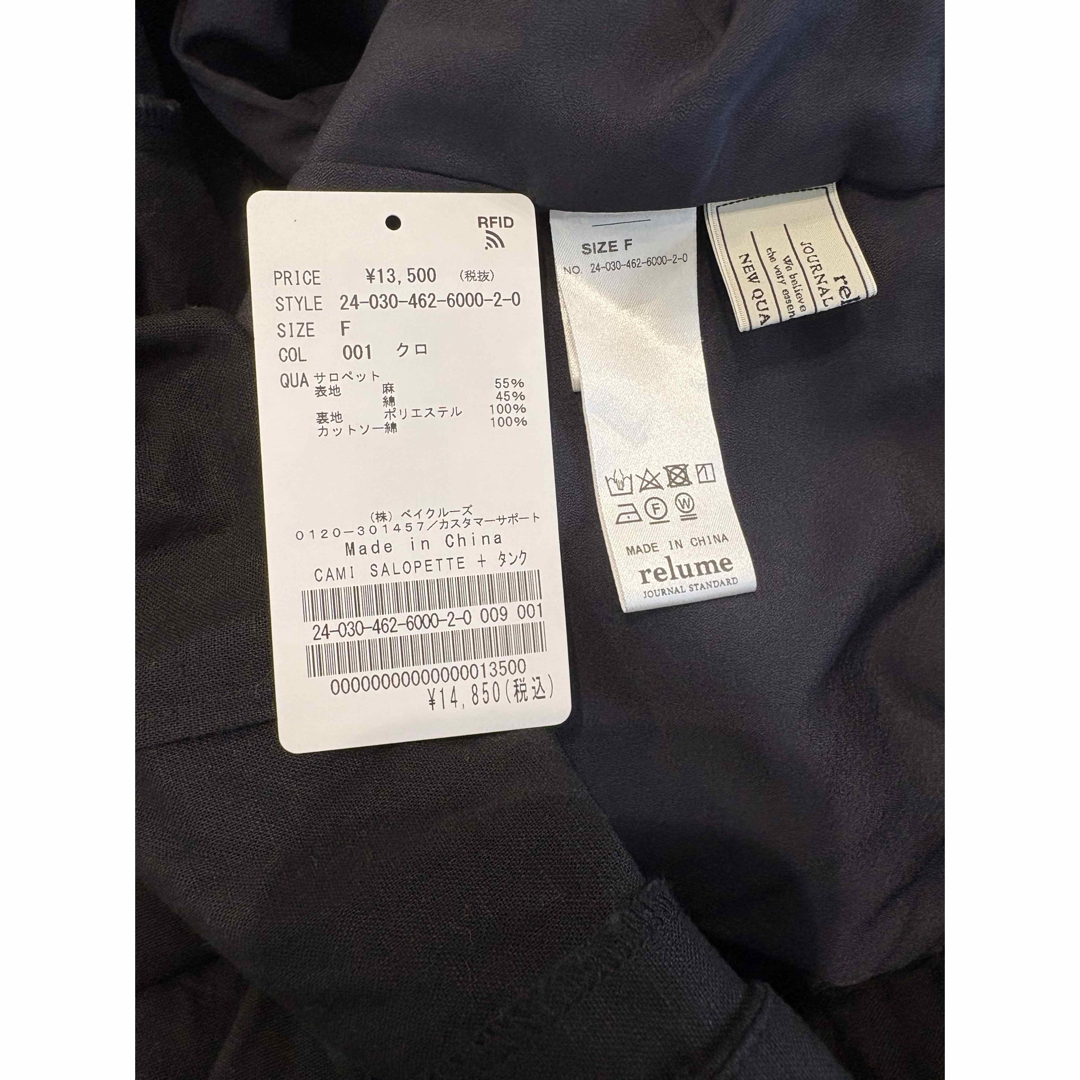 RFID
PRICE ¥13,500 (税抜)
STYLE 24-030-462-6000-2-0
SIZE F
COL 001 クロ
QUA サロペット
表地 麻 55%
綿 45%
裏地 ポリエステル 100%
カットソー綿 100%
(株) ベイクルーズ
0120-301457/カスタマーサポート
Made in China
CAMI SALOPETTE + タンク
24-030-462-6000-2-0 009 001
00000000000000013500
¥14,850(税込)
SIZE F
NO. 24-030-462-6000-2-0
F
W
MADE IN CHINA
relume
JOURNAL STANDARD
rel
JOURNAL
We believe
the very essen
NEW QUA